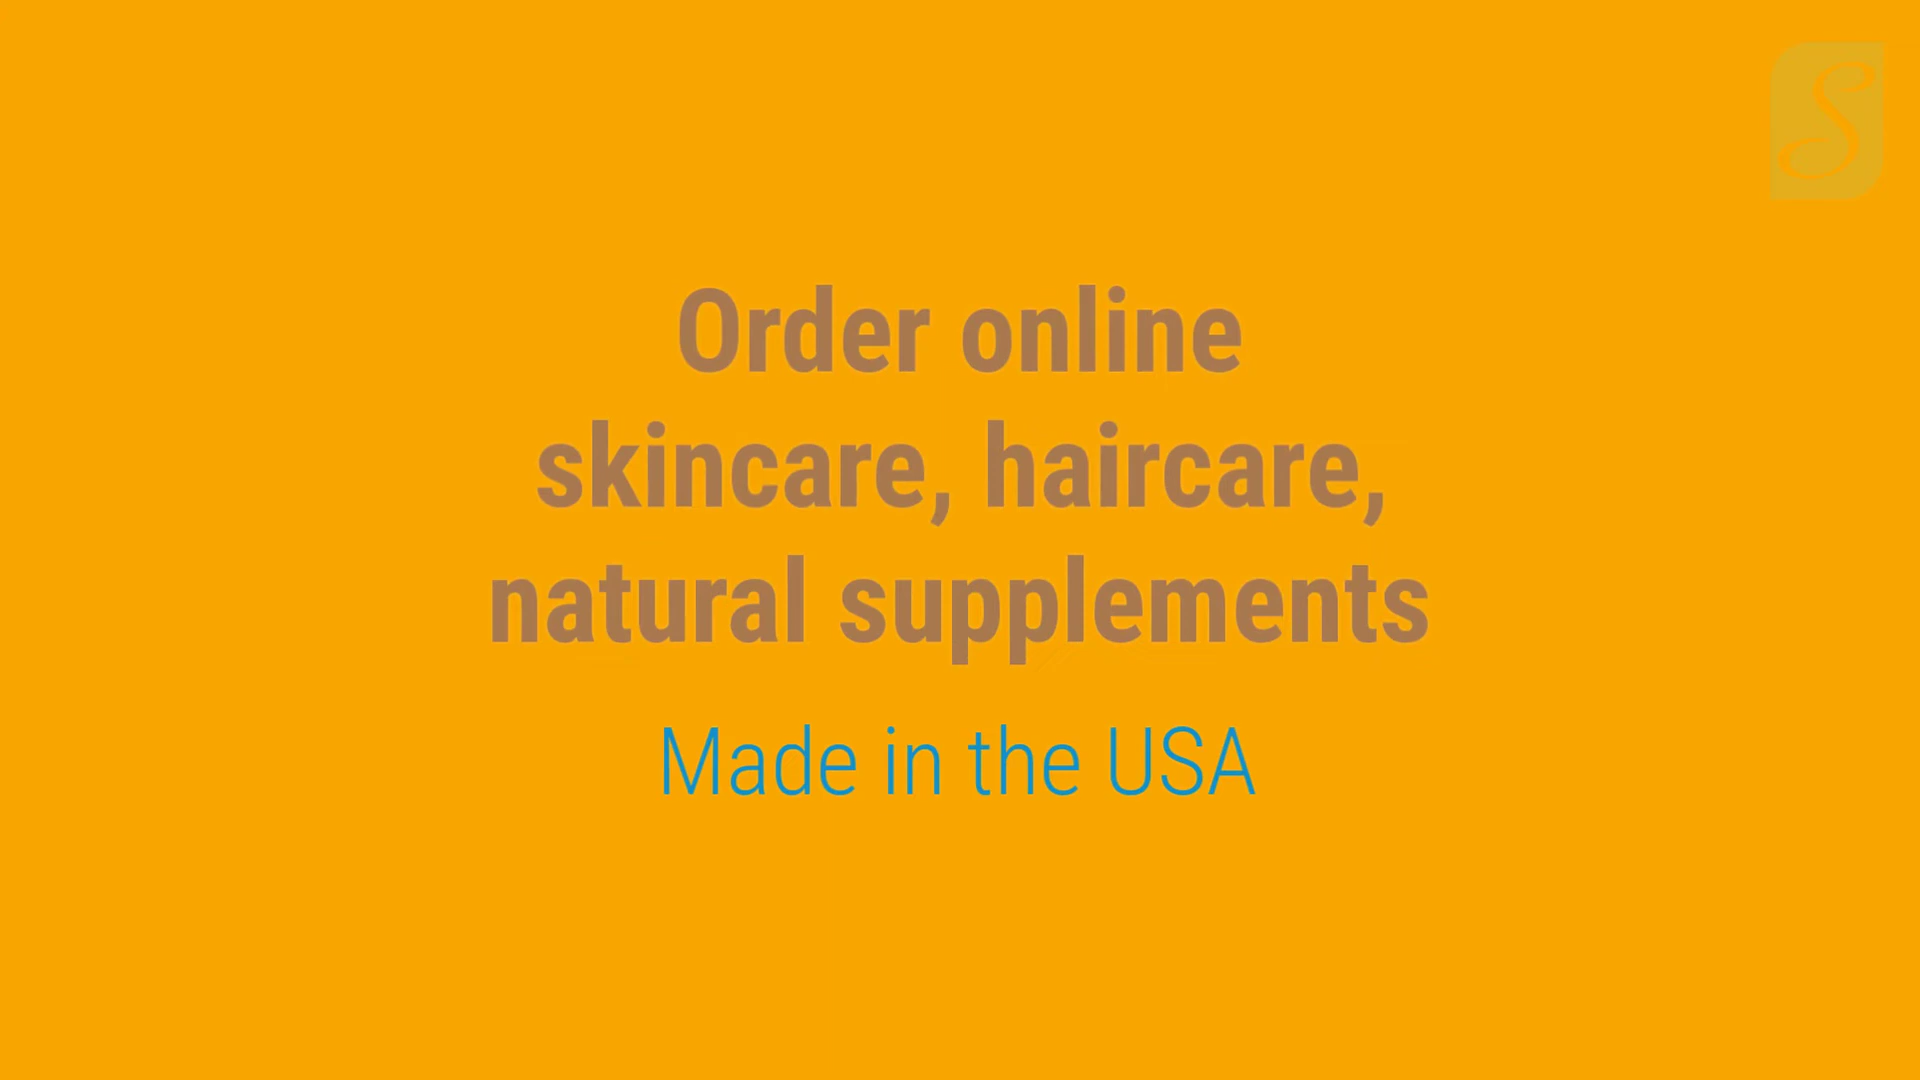 S
Order online
skincare, haircare,
natural supplements
Made in the USA